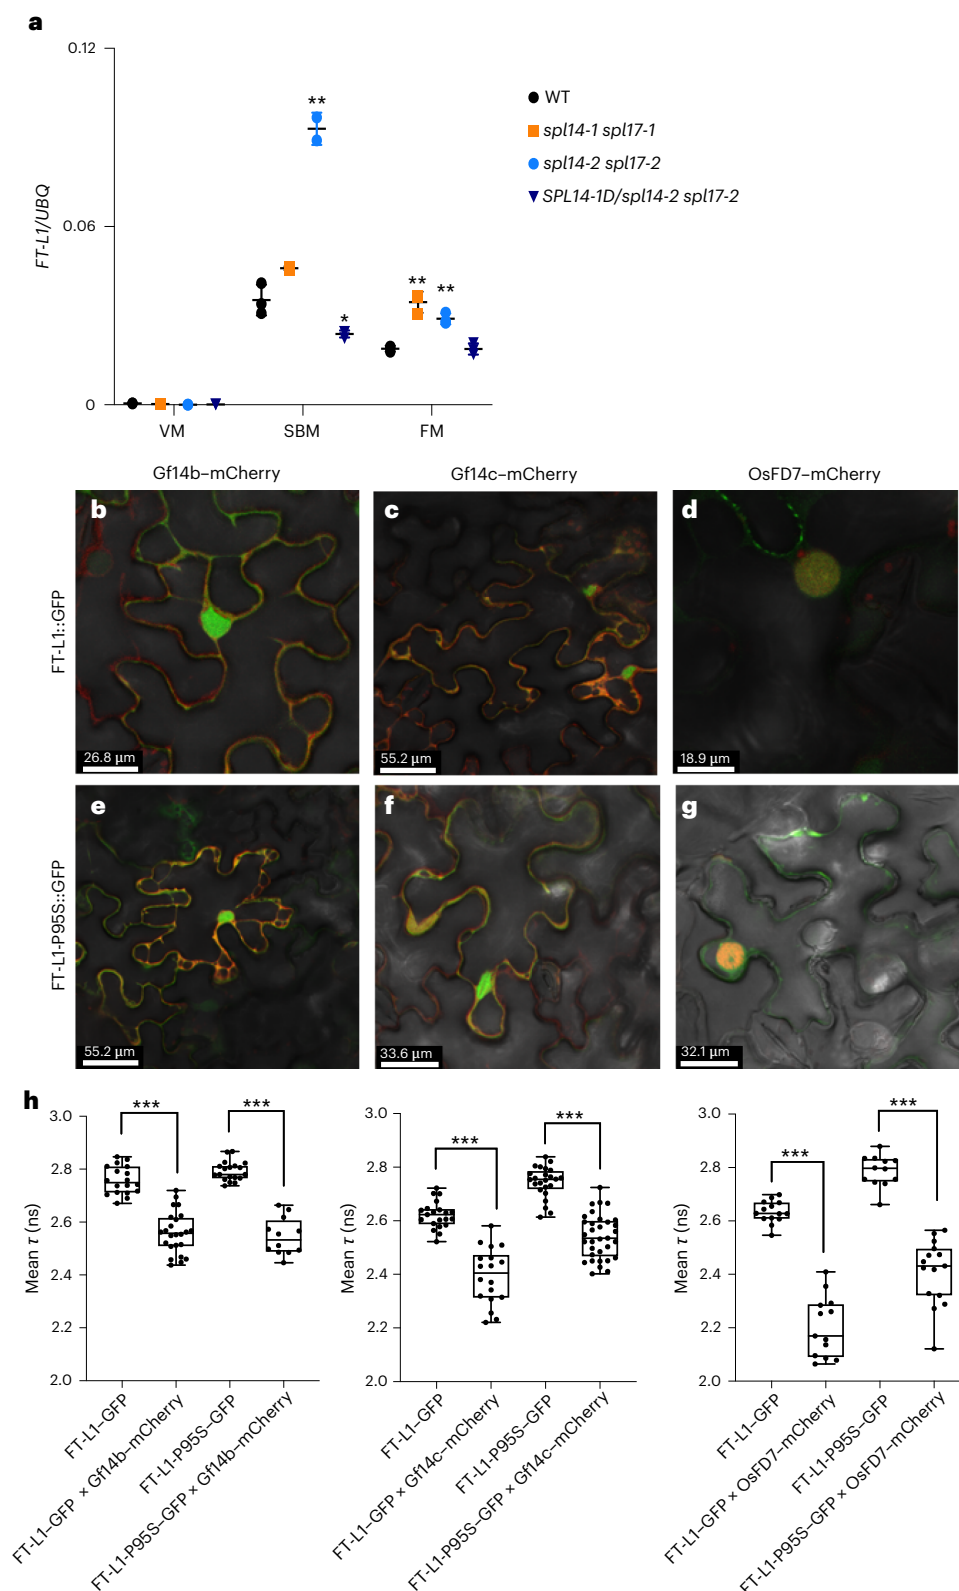 a
0.12
0.06
0
FT-L1/UBQ
**
*
**
**
WT
spl14-1 spl17-1
spl14-2 spl17-2
SPL14-1D/spl14-2 spl17-2
VM
SBM
FM
Gf14b–mCherry
Gf14c–mCherry
OsFD7–mCherry
FT-L1::GFP
b
26.8 µm
c
55.2 µm
d
18.9 µm
FT-L1-P95S::GFP
e
55.2 µm
f
33.6 µm
g
32.1 µm
h
Mean τ (ns)
3.0
2.8
2.6
2.4
2.2
2.0
***
***
FT-L1–GFP
FT-L1–GFP × Gf14b–mCherry
FT-L1-P95S–GFP
FT-L1-P95S–GFP × Gf14b–mCherry
Mean τ (ns)
3.0
2.8
2.6
2.4
2.2
2.0
***
***
FT-L1–GFP
FT-L1–GFP × Gf14c–mCherry
FT-L1-P95S–GFP
FT-L1-P95S–GFP × Gf14c–mCherry
Mean τ (ns)
3.0
2.8
2.6
2.4
2.2
2.0
***
***
FT-L1–GFP
FT-L1–GFP × OsFD7–mCherry
FT-L1-P95S–GFP
FT-L1-P95S–GFP × OsFD7–mCherry